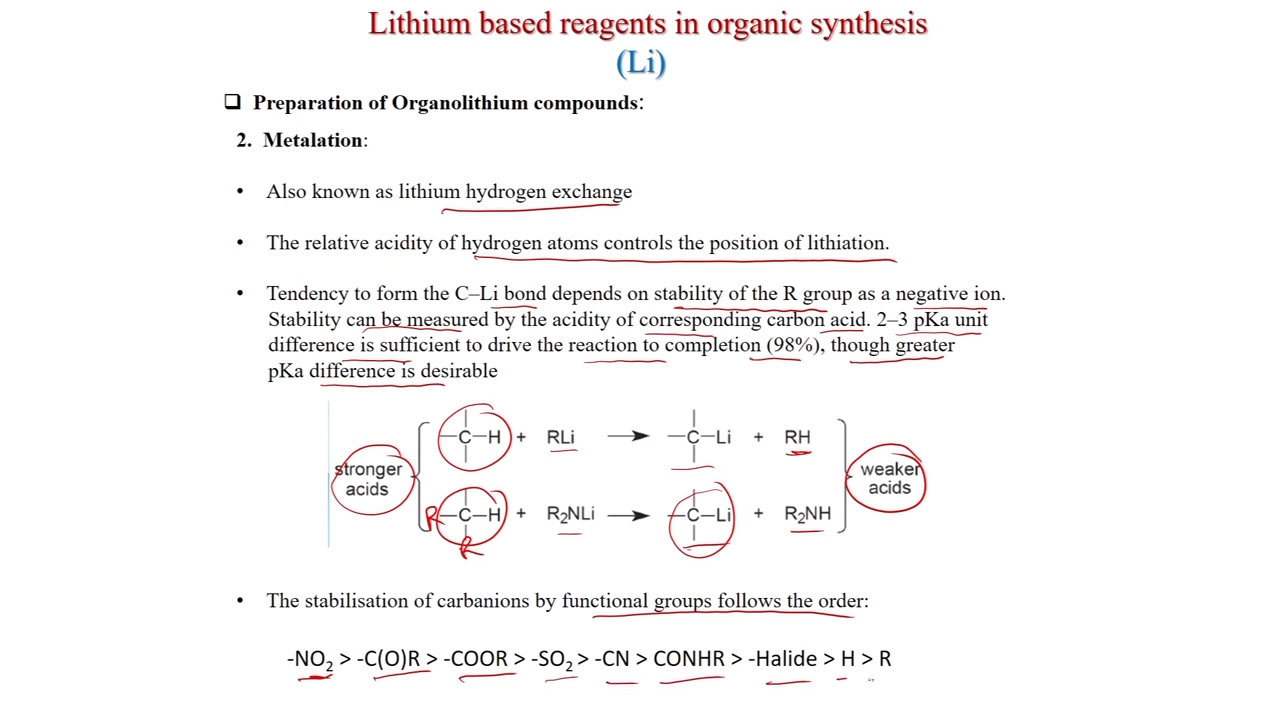 Lithium based reagents in organic synthesis
(Li)
❑ Preparation of Organolithium compounds:
2. Metalation:
• Also known as lithium hydrogen exchange
• The relative acidity of hydrogen atoms controls the position of lithiation.
• Tendency to form the C–Li bond depends on stability of the R group as a negative ion.
Stability can be measured by the acidity of corresponding carbon acid. 2–3 pKa unit
difference is sufficient to drive the reaction to completion (98%), though greater
pKa difference is desirable
stronger
acids
—C—H + RLi ⟶ —C—Li + RH
R—C—H + R₂NLi ⟶ —C—Li + R₂NH
R
weaker
acids
• The stabilisation of carbanions by functional groups follows the order:
-NO₂ > -C(O)R > -COOR > -SO₂ > -CN > CONHR > -Halide > H > R